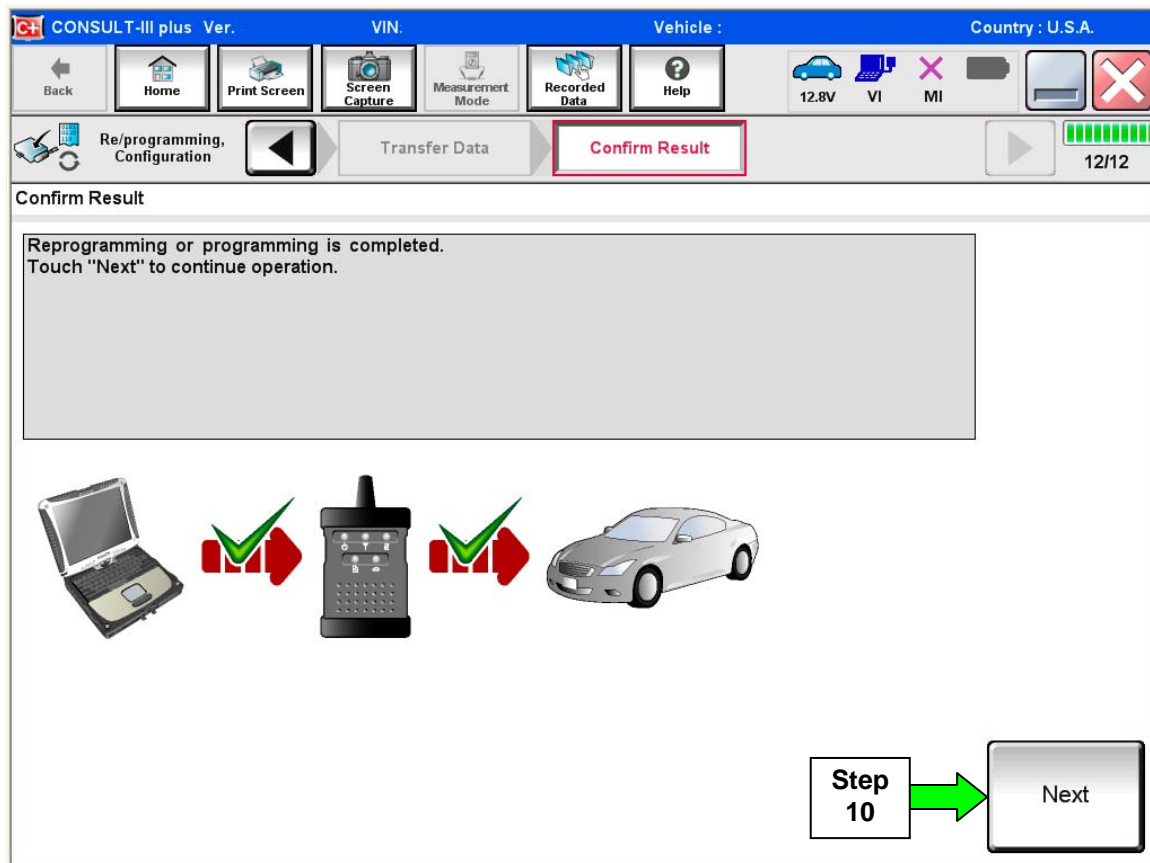 C+ CONSULT-III plus Ver. VIN: Vehicle : Country : U.S.A.
Back
Home
Print Screen
Screen
Capture
Measurement
Mode
Recorded
Data
Help
12.8V
VI
MI
Re/programming,
Configuration
Transfer Data
Confirm Result
12/12
Confirm Result
Reprogramming or programming is completed.
Touch "Next" to continue operation.
Step
10
Next